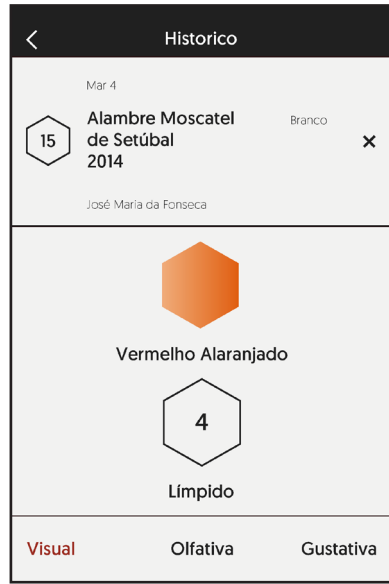 Historico
Mar 4
15
Alambre Moscatel
de Setúbal
2014
Branco
José Maria da Fonseca
Vermelho Alaranjado
4
Límpido
Visual Olfativa Gustativa